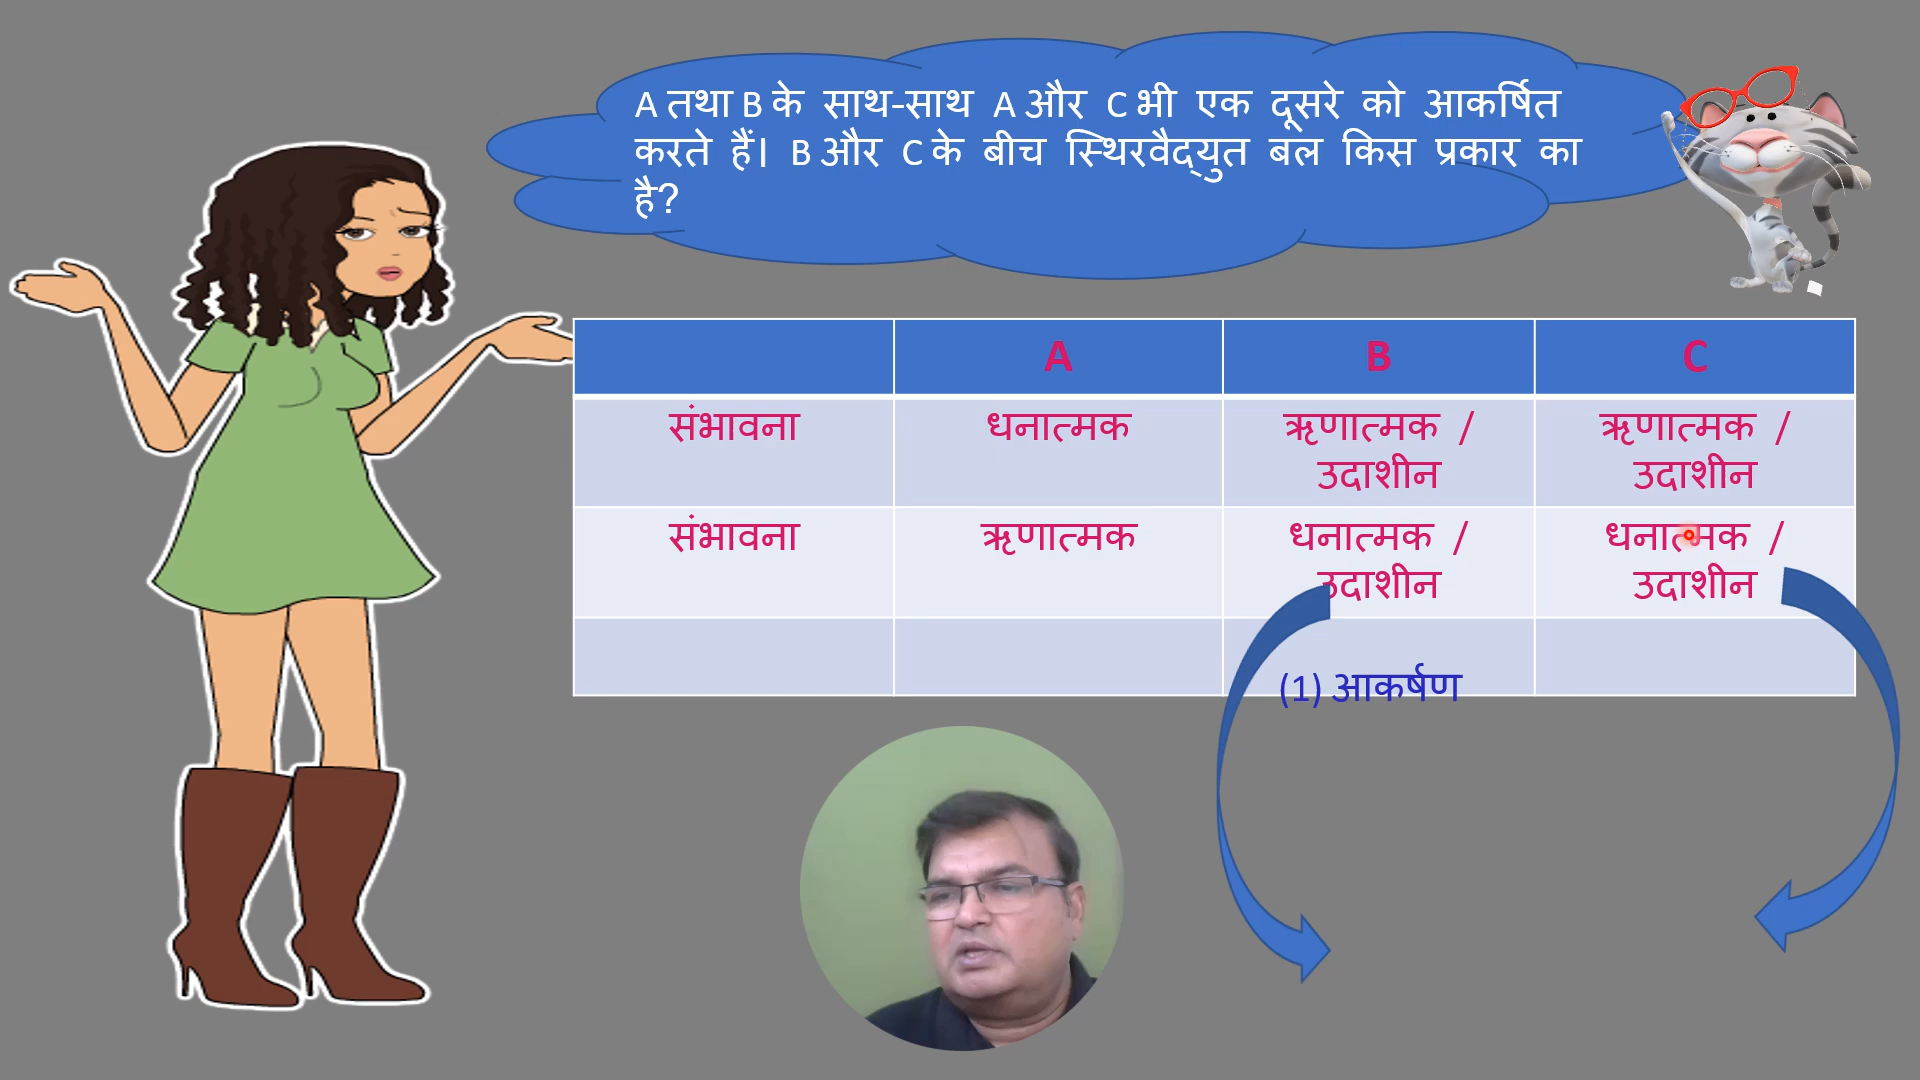 A तथा B के साथ-साथ A और C भी एक दूसरे को आकर्षित
करते हैं। B और C के बीच स्थिरवैद्युत बल किस प्रकार का
है?
A B C
संभावना धनात्मक ऋणात्मक / ऋणात्मक /
उदाशीन उदाशीन
संभावना ऋणात्मक धनात्मक / धनात्मक /
उदाशीन उदाशीन
(1) आकर्षण